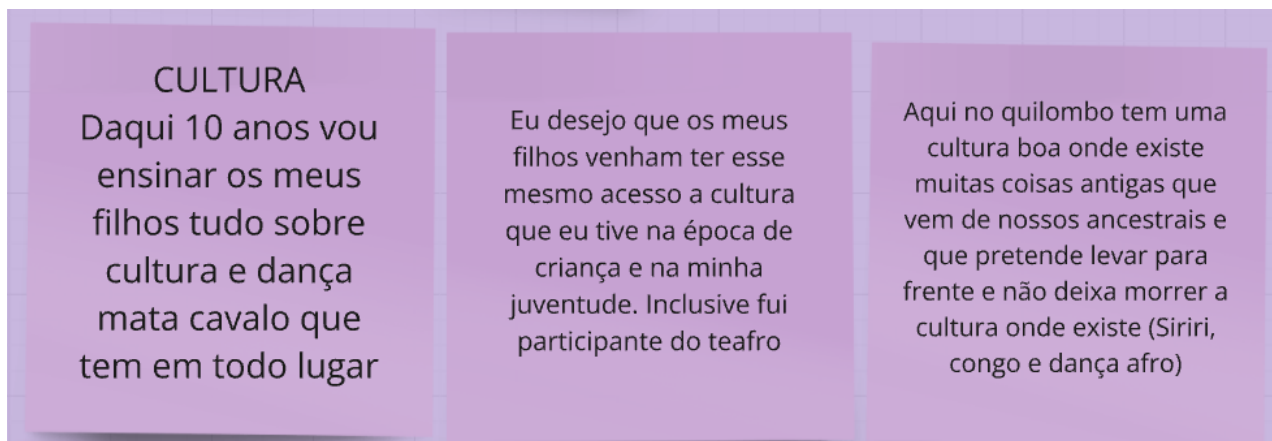 CULTURA
Daqui 10 anos vou
ensinar os meus
filhos tudo sobre
cultura e dança
mata cavalo que
tem em todo lugar
Eu desejo que os meus
filhos venham ter esse
mesmo acesso a cultura
que eu tive na época de
criança e na minha
juventude. Inclusive fui
participante do teafro
Aqui no quilombo tem uma
cultura boa onde existe
muitas coisas antigas que
vem de nossos ancestrais e
que pretende levar para
frente e não deixa morrer a
cultura onde existe (Siriri,
congo e dança afro)